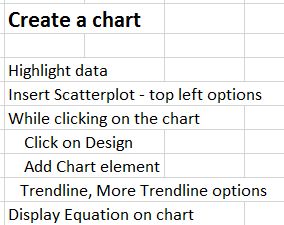 Create a chart
Highlight data
Insert Scatterplot - top left options
While clicking on the chart
Click on Design
Add Chart element
Trendline, More Trendline options
Display Equation on chart